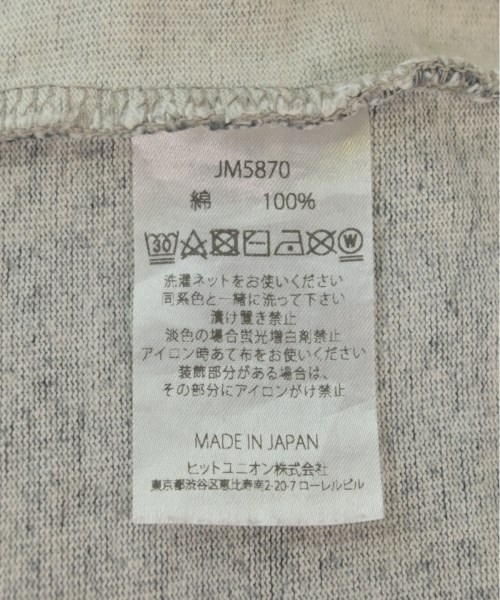 JM5870
綿 100%
30 W
洗濯ネットをお使いください
同系色と一緒に洗って下さい
漬け置き禁止
淡色の場合蛍光増白剤禁止
アイロン時あて布をお使いください
装飾部分がある場合は、
その部分にアイロンがけ禁止
MADE IN JAPAN
ヒットユニオン株式会社
東京都渋谷区恵比寿南2-20-7 ローレルビル